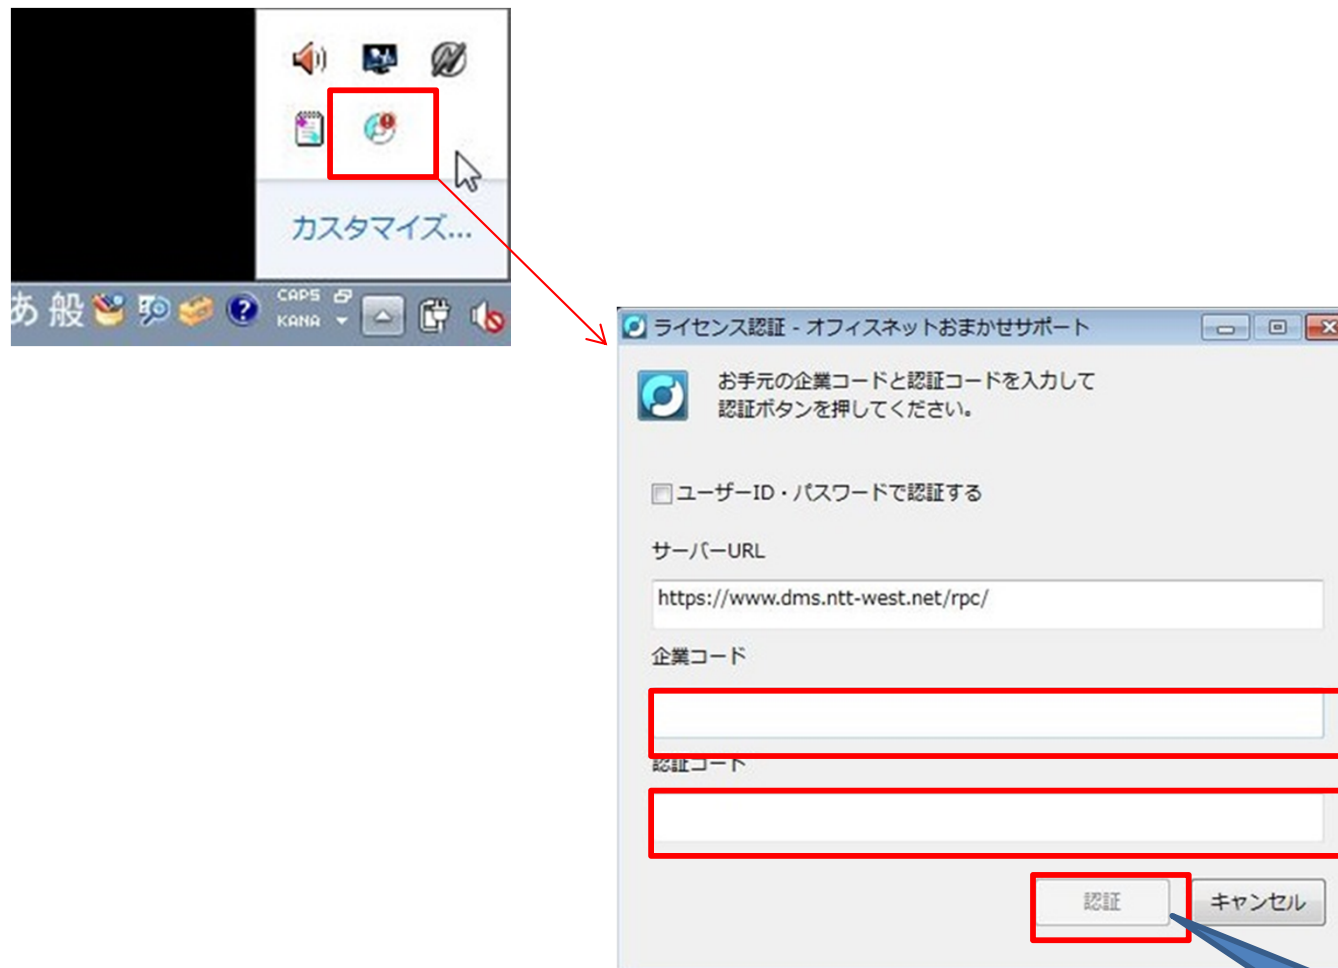 カスタマイズ...
あ 般 CAPS
KANA
ライセンス認証 - オフィスネットおまかせサポート
お手元の企業コードと認証コードを入力して
認証ボタンを押してください。
ユーザーID・パスワードで認証する
サーバーURL
https://www.dms.ntt-west.net/rpc/
企業コード
認証コード
認証 キャンセル